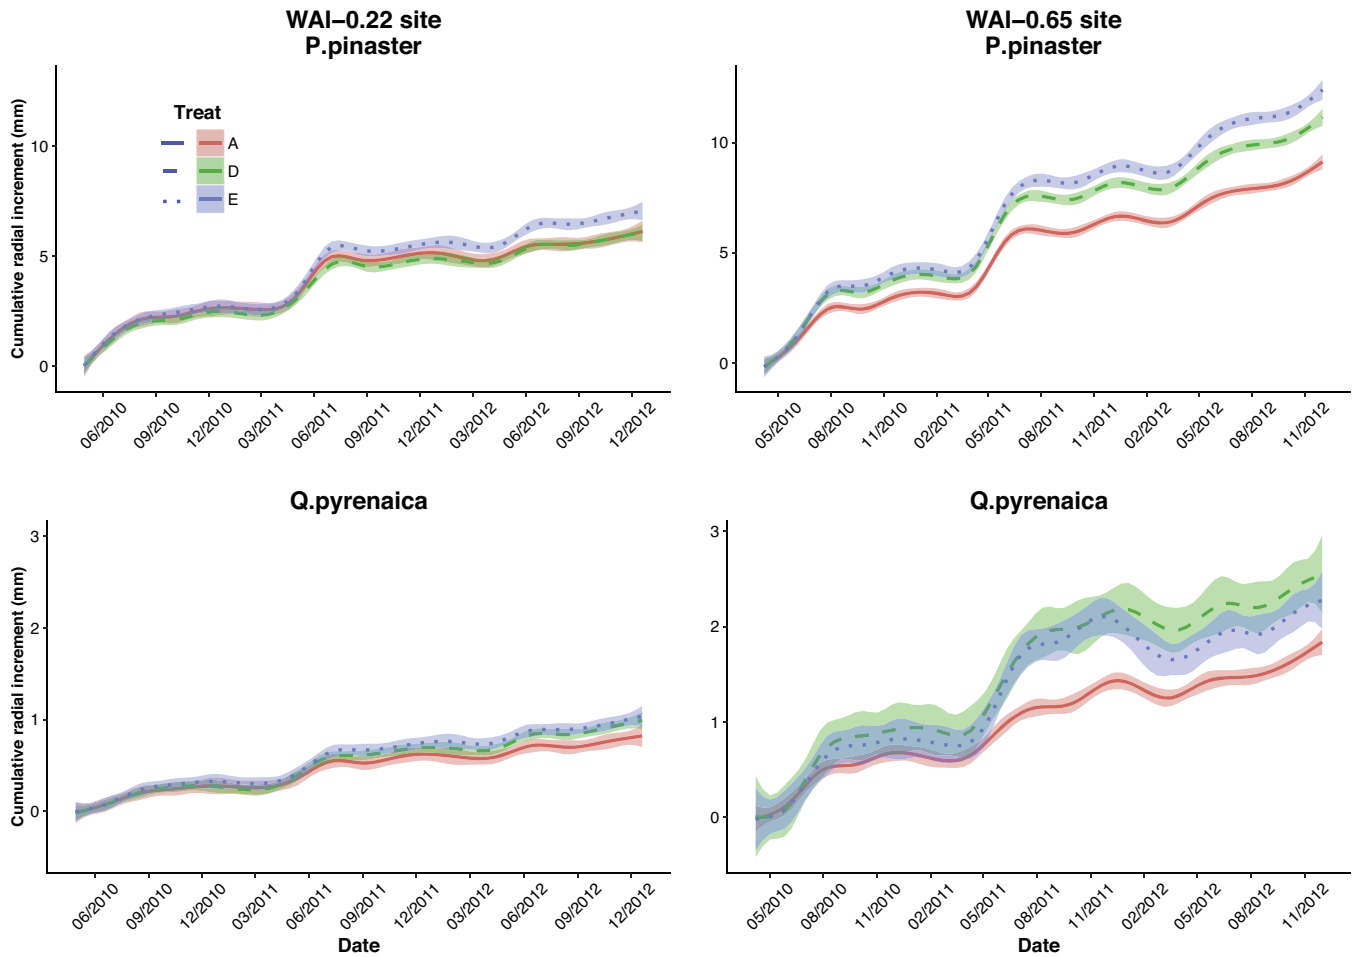 WAI−0.22 site
P.pinaster
Cumulative radial increment (mm)
10
5
0
Treat
A
D
E
06/2010 09/2010 12/2010 03/2011 06/2011 09/2011 12/2011 03/2012 06/2012 09/2012 12/2012
WAI−0.65 site
P.pinaster
10
5
0
05/2010 08/2010 11/2010 02/2011 05/2011 08/2011 11/2011 02/2012 05/2012 08/2012 11/2012
Q.pyrenaica
Cumulative radial increment (mm)
3
2
1
0
06/2010 09/2010 12/2010 03/2011 06/2011 09/2011 12/2011 03/2012 06/2012 09/2012 12/2012
Date
Q.pyrenaica
3
2
1
0
05/2010 08/2010 11/2010 02/2011 05/2011 08/2011 11/2011 02/2012 05/2012 08/2012 11/2012
Date